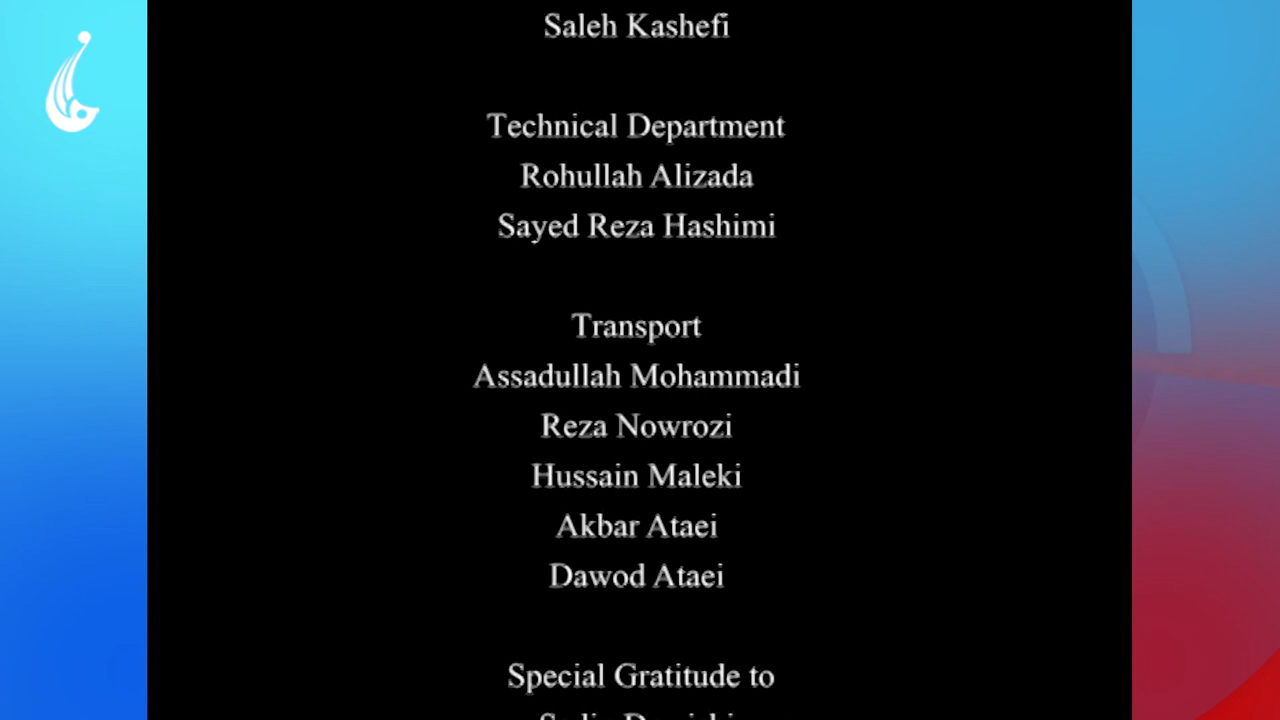 Saleh Kashefi
Technical Department
Rohullah Alizada
Sayed Reza Hashimi
Transport
Assadullah Mohammadi
Reza Nowrozi
Hussain Maleki
Akbar Ataei
Dawod Ataei
Special Gratitude to